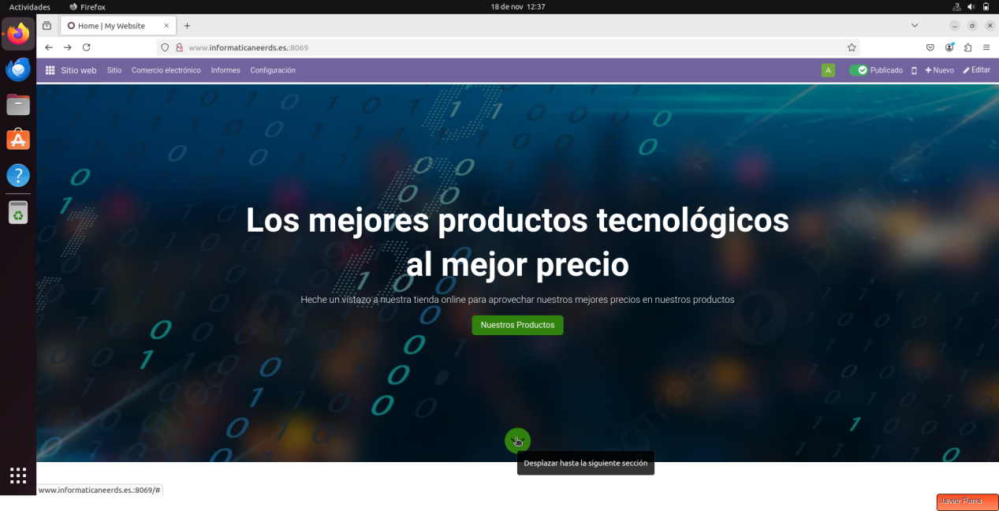 Actividades
Firefox
18 de nov 12:37
Home | My Website
www.informaticaneerds.es.:8069
Sitio web
Sitio
Comercio electrónico
Informes
Configuración
A
Publicado
Nuevo
Editar
Los mejores productos tecnológicos
al mejor precio
Heche un vistazo a nuestra tienda online para aprovechar nuestros mejores precios en nuestros productos
Nuestros Productos
Desplazar hasta la siguiente sección
www.informaticaneerds.es.:8069/#
Javier Parra